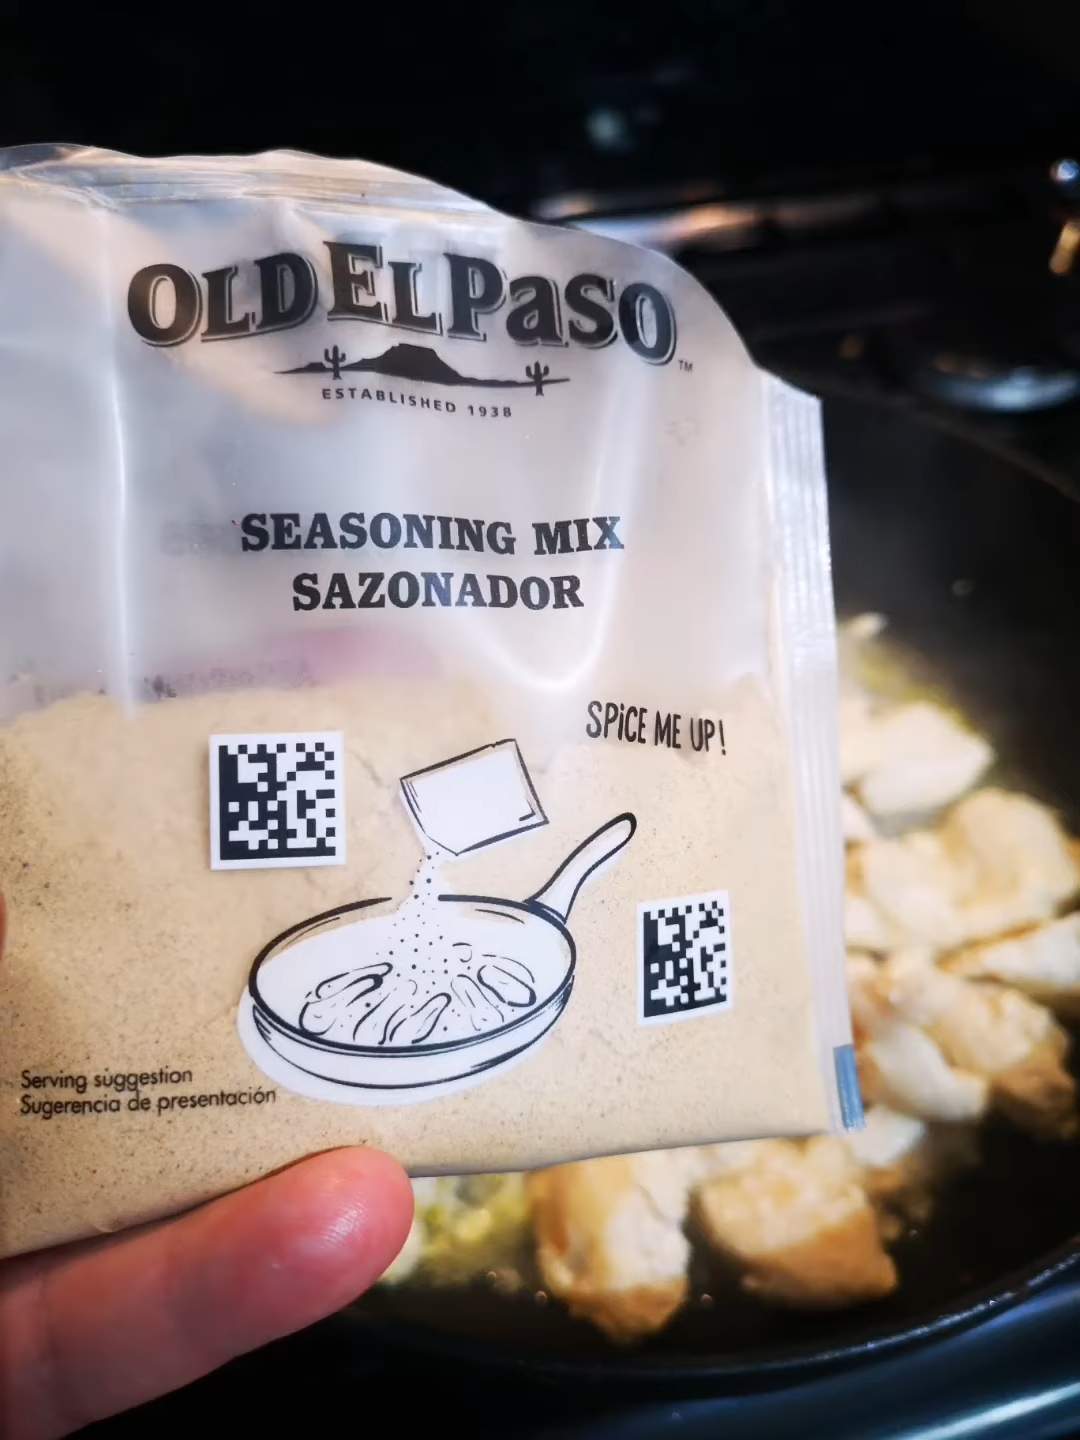 OLD EL PASO
TM
ESTABLISHED 1938
SEASONING MIX
SAZONADOR
SPiCE ME UP!
Serving suggestion
Sugerencia de presentación